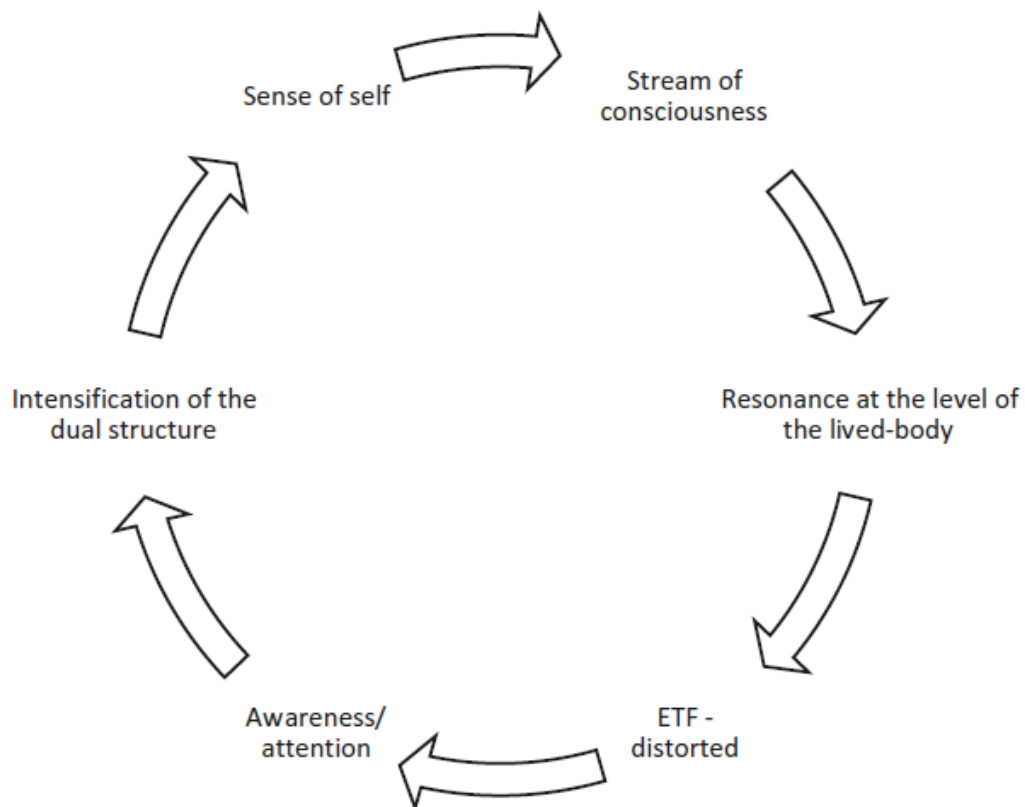 Sense of self
Stream of
consciousness
Resonance at the level of
the lived-body
ETF -
distorted
Awareness/
attention
Intensification of the
dual structure